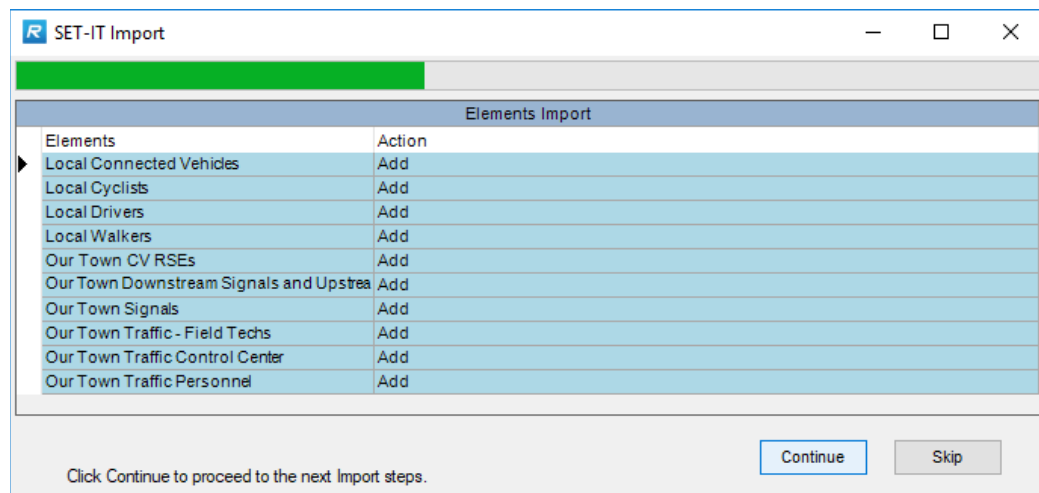 SET-IT Import
Elements Import
Elements Action
Local Connected Vehicles Add
Local Cyclists Add
Local Drivers Add
Local Walkers Add
Our Town CV RSEs Add
Our Town Downstream Signals and Upstrea Add
Our Town Signals Add
Our Town Traffic - Field Techs Add
Our Town Traffic Control Center Add
Our Town Traffic Personnel Add
Continue Skip
Click Continue to proceed to the next Import steps.